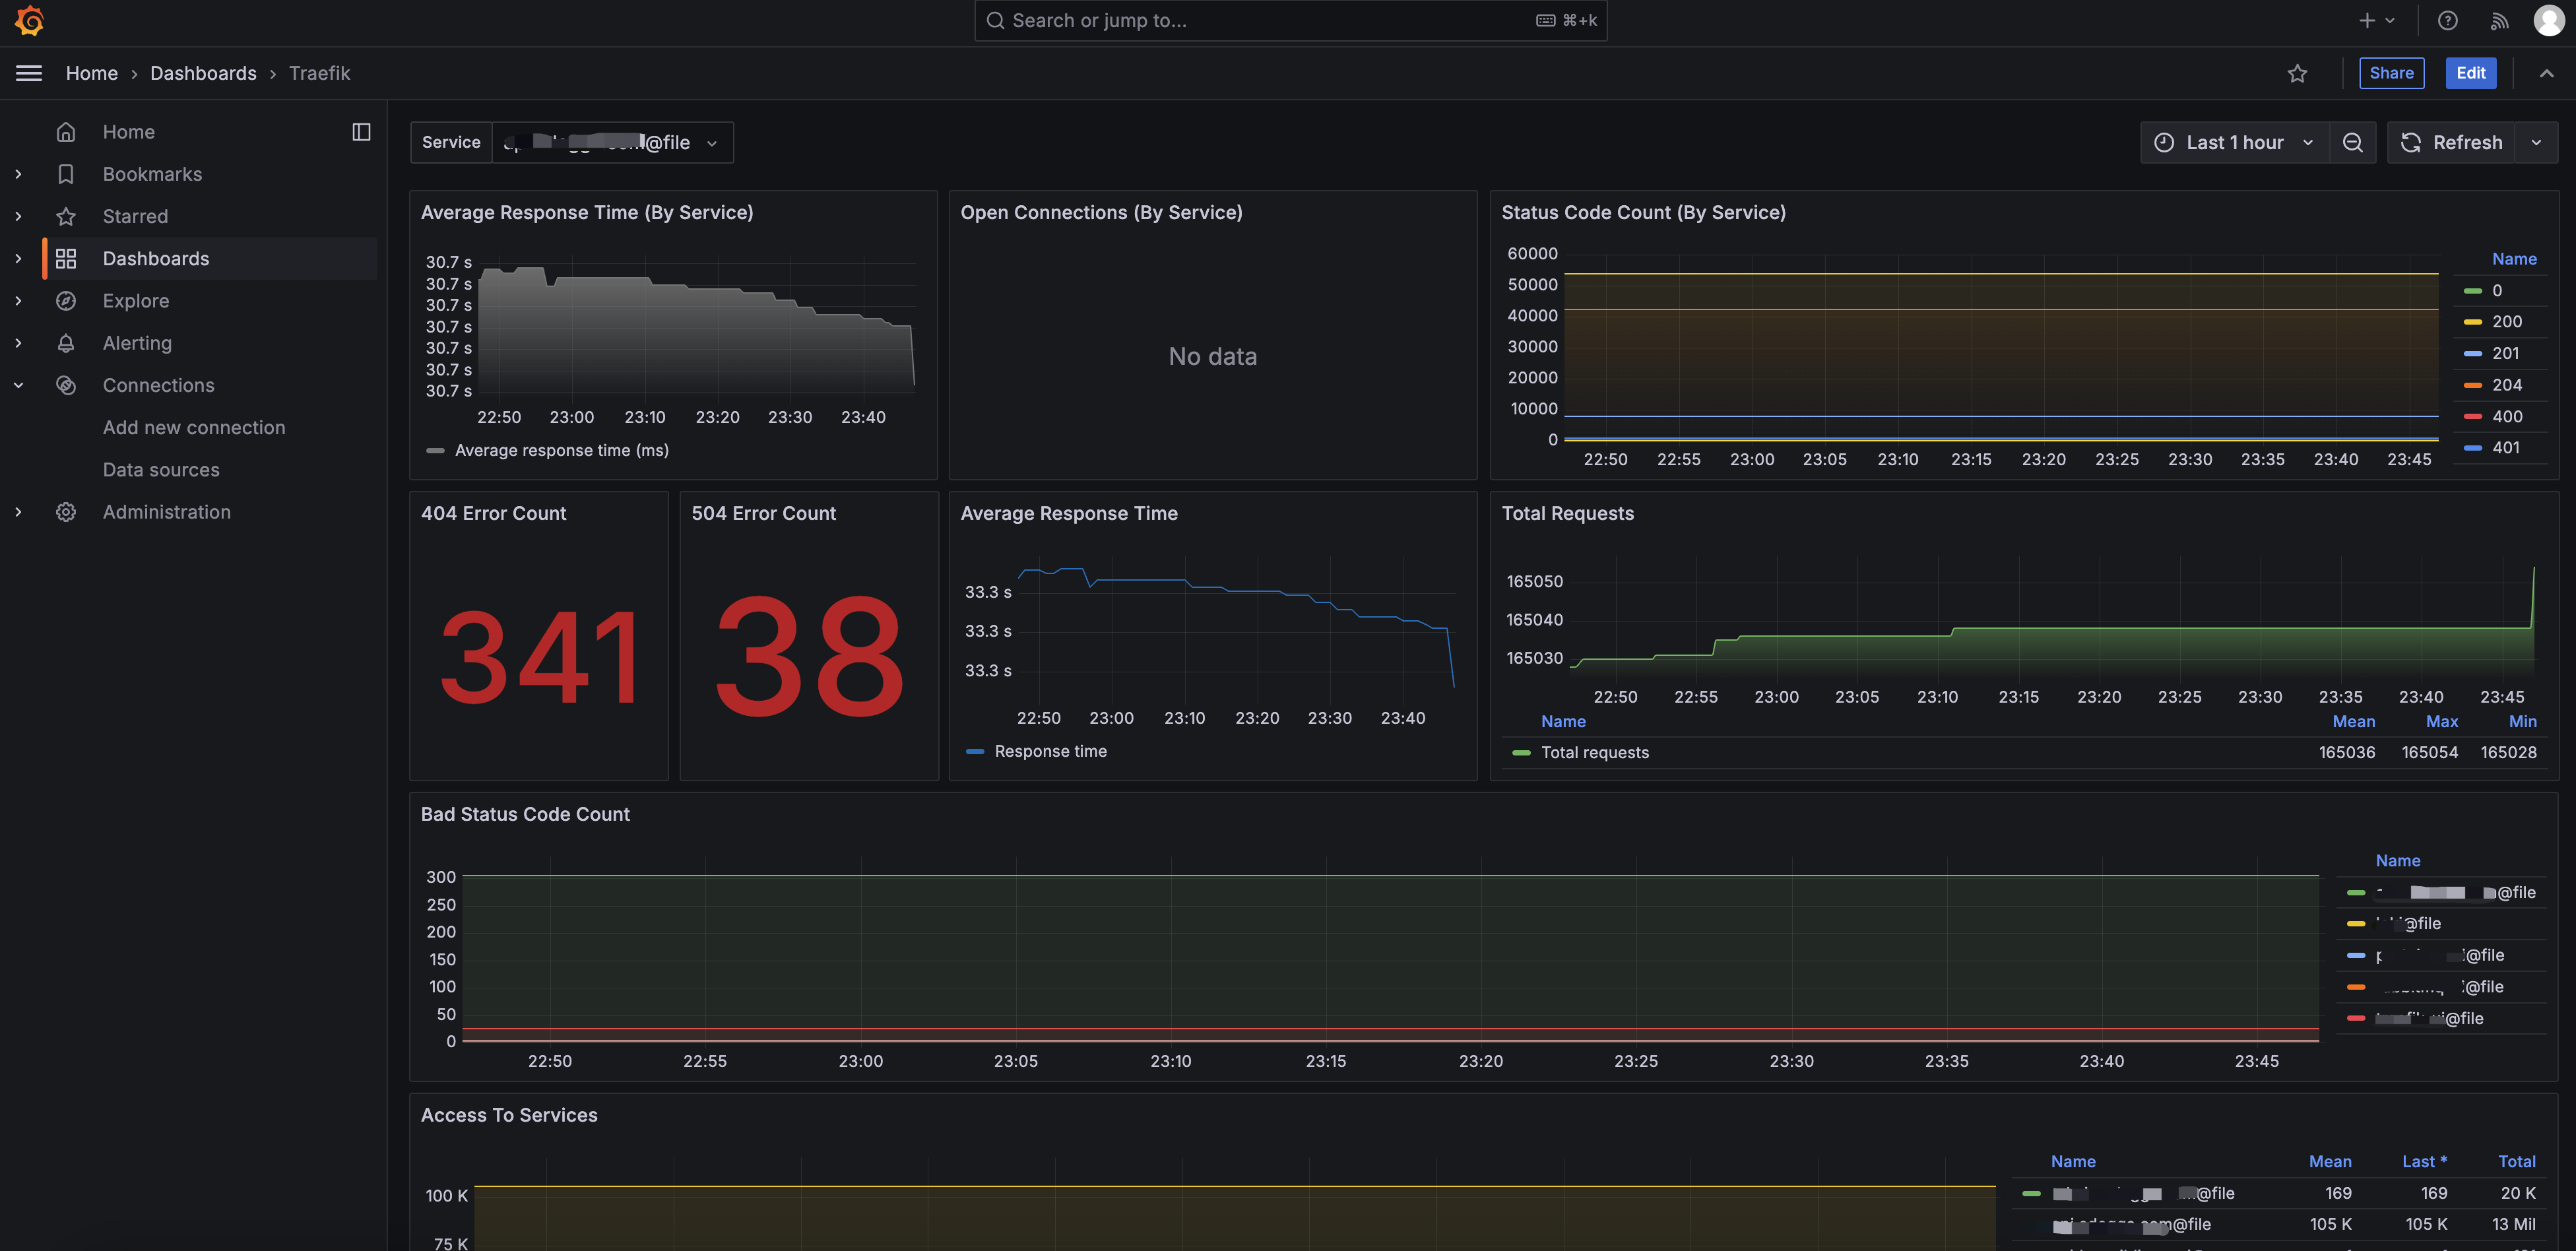 Search or jump to...
⌘+k
Home › Dashboards › Traefik
Share
Edit
Home
Bookmarks
Starred
Dashboards
Explore
Alerting
Connections
Add new connection
Data sources
Administration
Service
@file
Last 1 hour
Refresh
Average Response Time (By Service)
30.7 s
30.7 s
30.7 s
30.7 s
30.7 s
30.7 s
30.7 s
22:50 23:00 23:10 23:20 23:30 23:40
Average response time (ms)
Open Connections (By Service)
No data
Status Code Count (By Service)
60000
50000
40000
30000
20000
10000
0
22:50 22:55 23:00 23:05 23:10 23:15 23:20 23:25 23:30 23:35 23:40 23:45
Name
0
200
201
204
400
401
404 Error Count
341
504 Error Count
38
Average Response Time
33.3 s
33.3 s
33.3 s
22:50 23:00 23:10 23:20 23:30 23:40
Response time
Total Requests
165050
165040
165030
22:50 22:55 23:00 23:05 23:10 23:15 23:20 23:25 23:30 23:35 23:40 23:45
Name Mean Max Min
Total requests 165036 165054 165028
Bad Status Code Count
300
250
200
150
100
50
0
22:50 22:55 23:00 23:05 23:10 23:15 23:20 23:25 23:30 23:35 23:40 23:45
Name
@file
@file
@file
@file
@file
Access To Services
100 K
75 K
Name Mean Last * Total
@file 169 169 20 K
@file 105 K 105 K 13 Mil